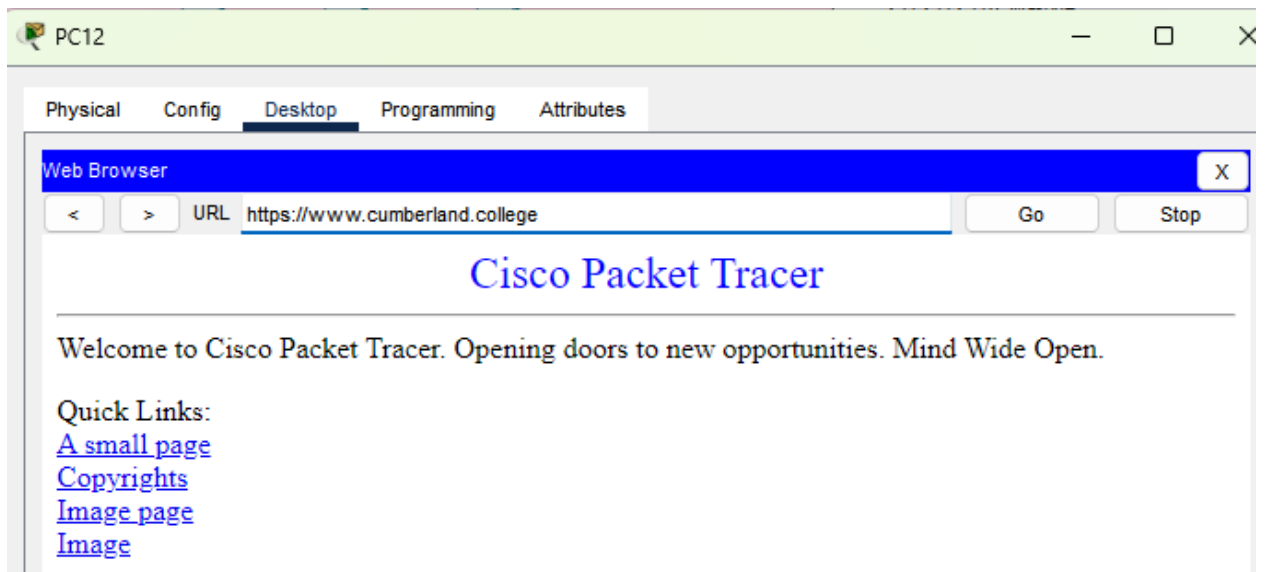 PC12
Physical Config Desktop Programming Attributes
Web Browser X
< > URL https://www.cumberland.college Go Stop
Cisco Packet Tracer
Welcome to Cisco Packet Tracer. Opening doors to new opportunities. Mind Wide Open.
Quick Links:
A small page
Copyrights
Image page
Image